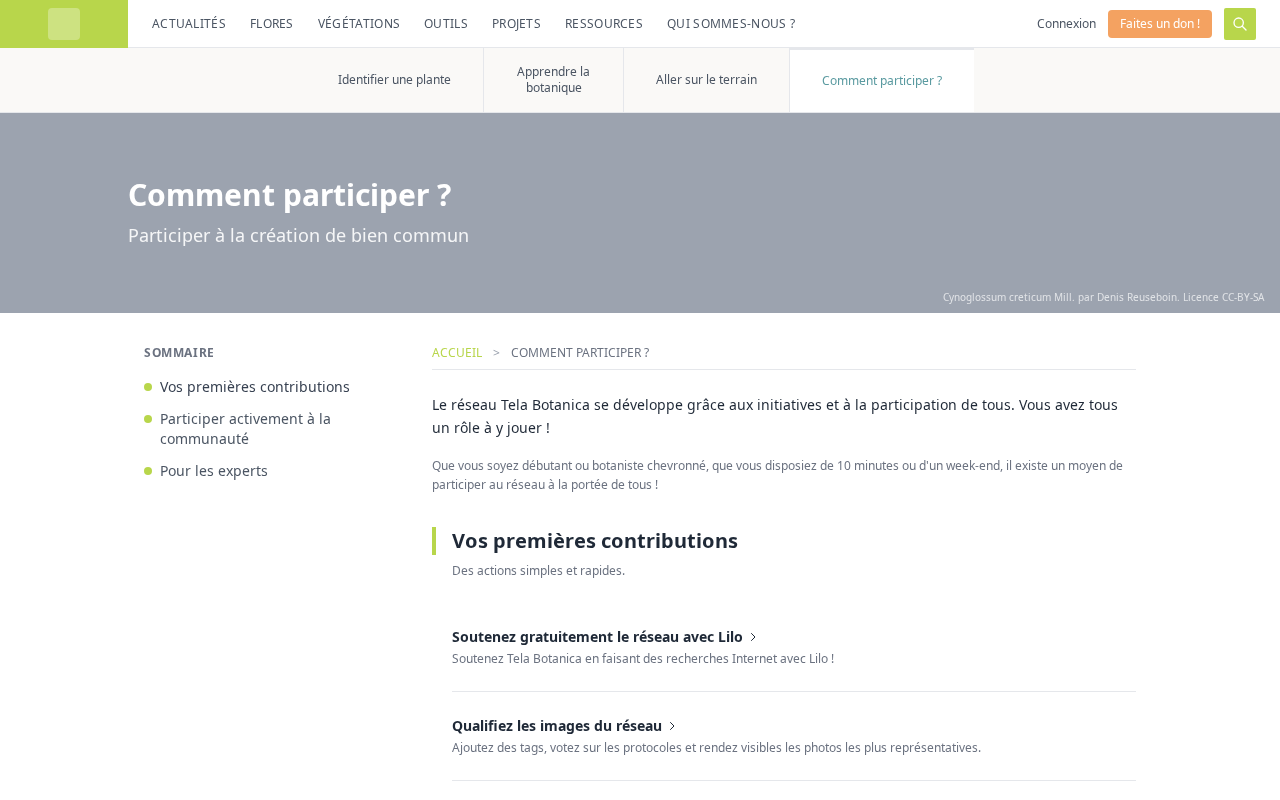 ACTUALITÉS FLORES VÉGÉTATIONS OUTILS PROJETS RESSOURCES QUI SOMMES-NOUS ? Connexion Faites un don !
Identifier une plante
Apprendre la
botanique
Aller sur le terrain
Comment participer ?
Comment participer ?
Participer à la création de bien commun
Cynoglossum creticum Mill. par Denis Reuseboin. Licence CC-BY-SA
SOMMAIRE
Vos premières contributions
Participer activement à la
communauté
Pour les experts
ACCUEIL > COMMENT PARTICIPER ?
Le réseau Tela Botanica se développe grâce aux initiatives et à la participation de tous. Vous avez tous
un rôle à y jouer !
Que vous soyez débutant ou botaniste chevronné, que vous disposiez de 10 minutes ou d'un week-end, il existe un moyen de
participer au réseau à la portée de tous !
Vos premières contributions
Des actions simples et rapides.
Soutenez gratuitement le réseau avec Lilo
Soutenez Tela Botanica en faisant des recherches Internet avec Lilo !
Qualifiez les images du réseau
Ajoutez des tags, votez sur les protocoles et rendez visibles les photos les plus représentatives.